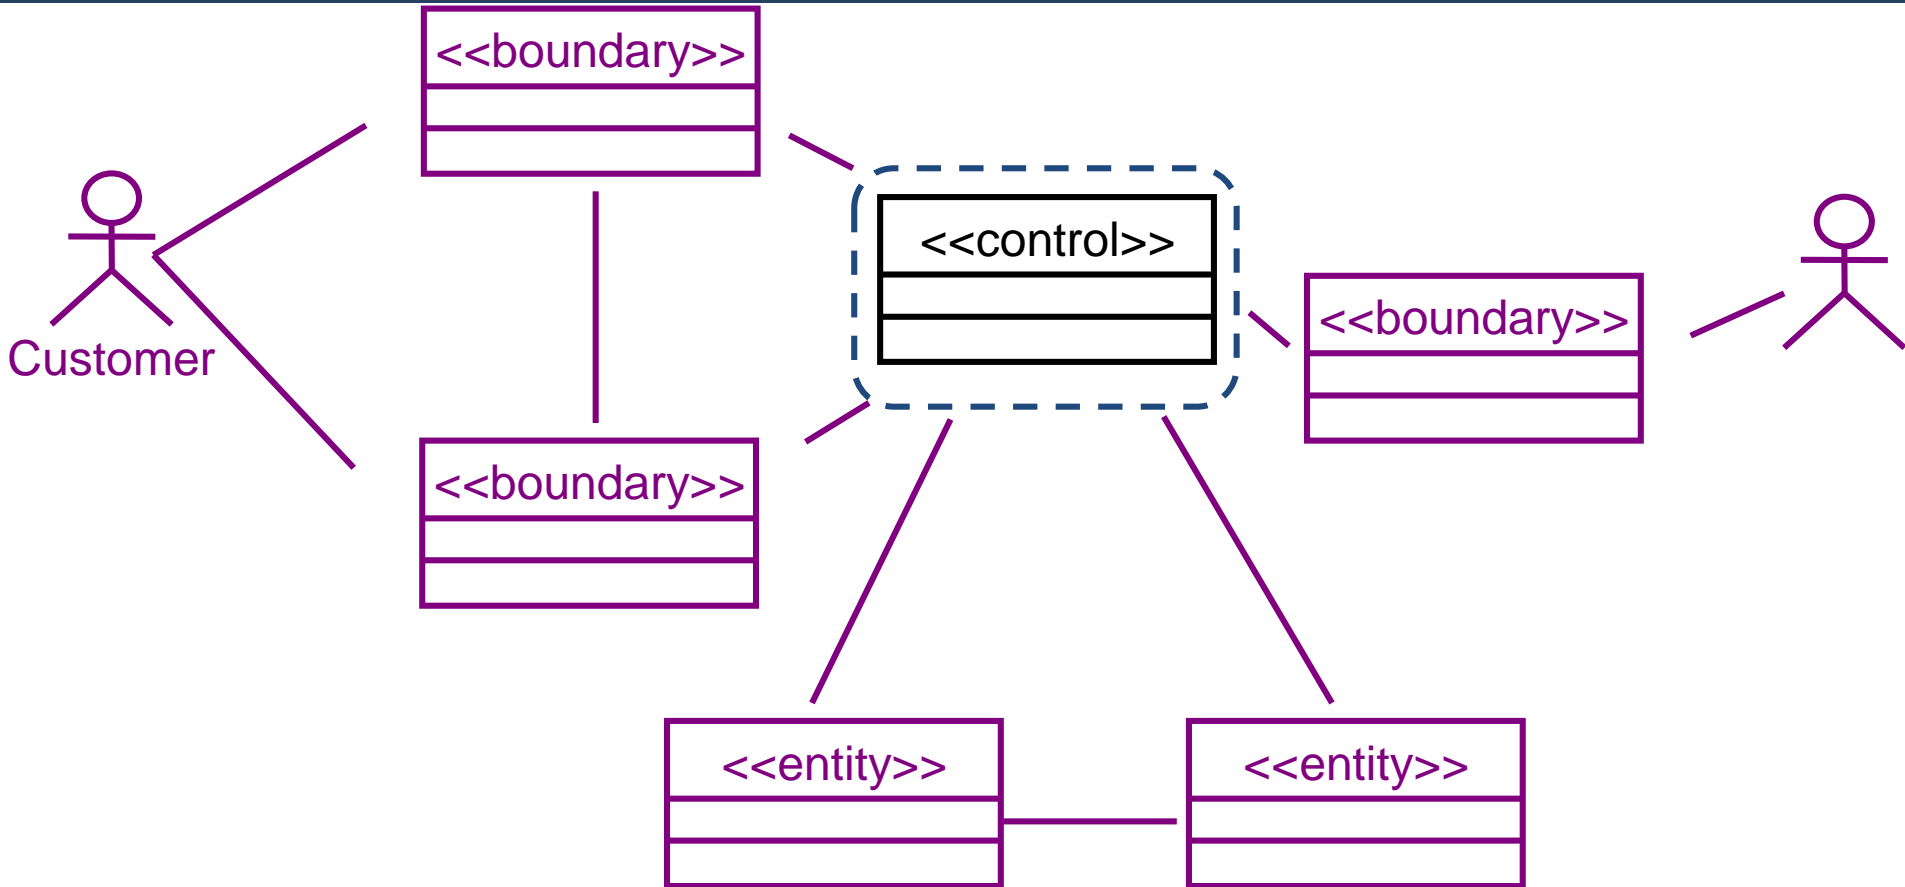 <<boundary>>
<<control>>
<<boundary>>
Customer
<<boundary>>
<<entity>>
<<entity>>